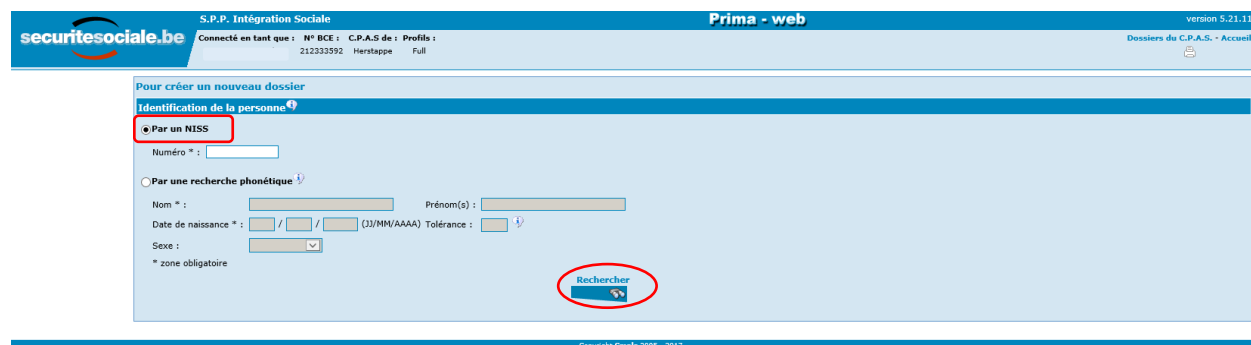 S.P.P. Intégration Sociale
Prima - web
version 5.21.11
securitesociale.be
Connecté en tant que : N° BCE : C.P.A.S de : Profils :
212333592 Herstappe Full
Dossiers du C.P.A.S. - Accueil
Pour créer un nouveau dossier
Identification de la personne
Par un NISS
Numéro * :
Par une recherche phonétique
Nom * : Prénom(s) :
Date de naissance * : / / (JJ/MM/AAAA) Tolérance :
Sexe :
* zone obligatoire
Rechercher